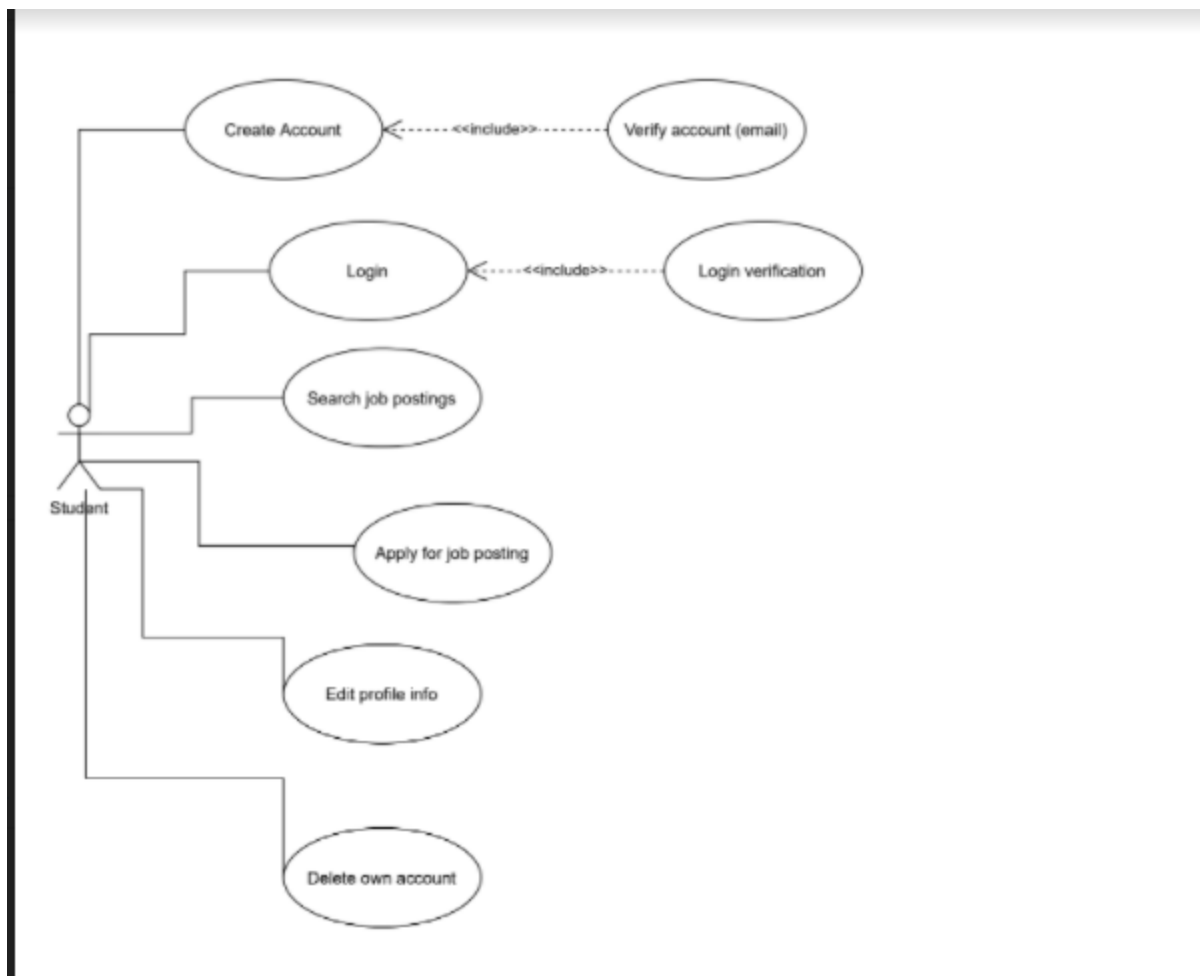 Create Account
<<include>>
Verify account (email)
Login
<<include>>
Login verification
Search job postings
Student
Apply for job posting
Edit profile info
Delete own account